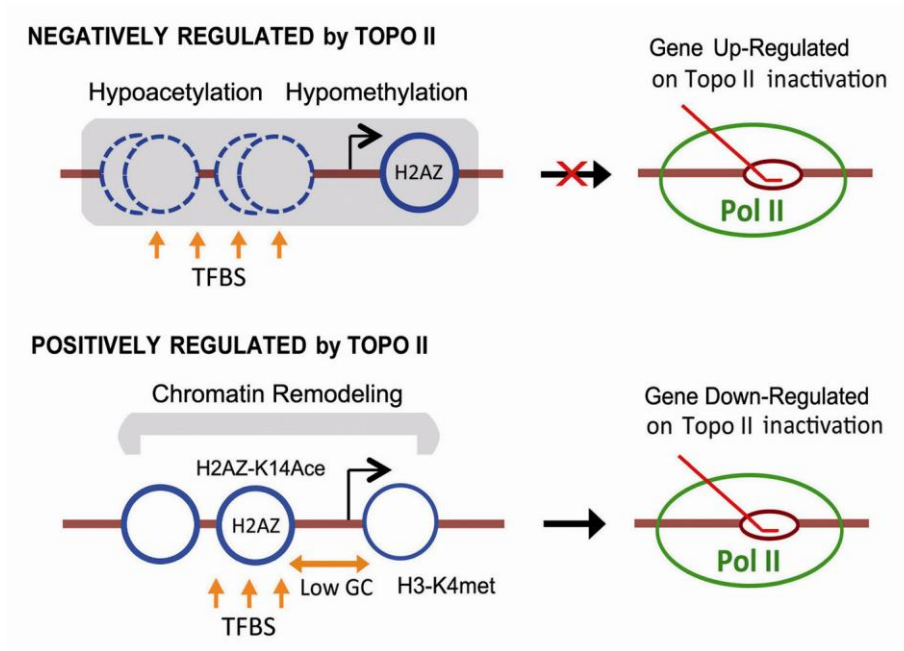 NEGATIVELY REGULATED by TOPO II
Gene Up-Regulated
on Topo II inactivation
Hypoacetylation Hypomethylation
H2AZ
Pol II
TFBS
POSITIVELY REGULATED by TOPO II
Chromatin Remodeling
Gene Down-Regulated
on Topo II inactivation
H2AZ-K14Ace
H2AZ
Pol II
Low GC
H3-K4met
TFBS